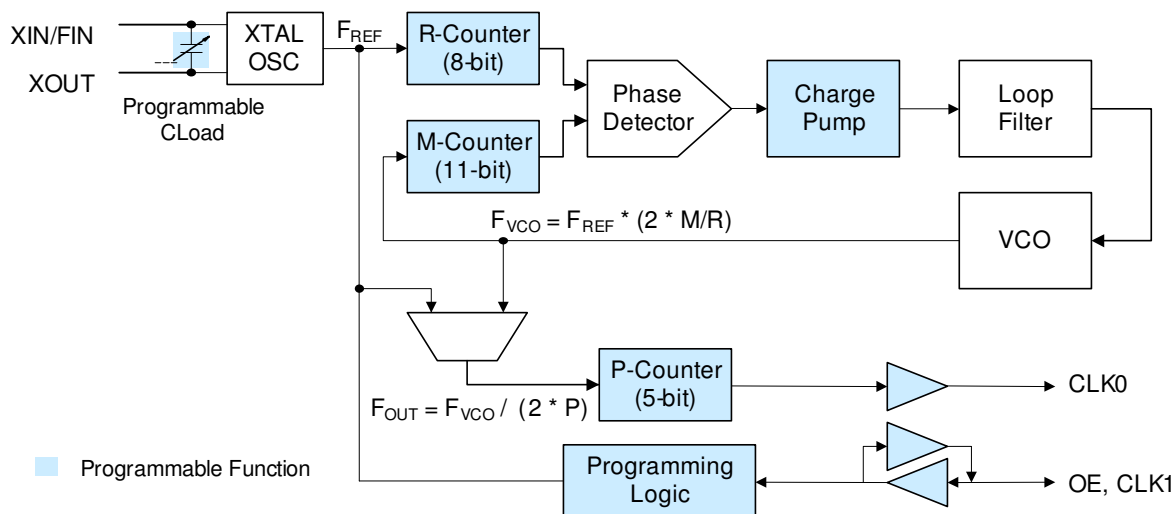 XIN/FIN
XOUT
Programmable
CLoad
XTAL
OSC
FREF
R-Counter
(8-bit)
M-Counter
(11-bit)
Phase
Detector
Charge
Pump
Loop
Filter
VCO
FVCO = FREF * (2 * M/R)
P-Counter
(5-bit)
FOUT = FVCO / (2 * P)
CLK0
Programming
Logic
OE, CLK1
Programmable Function